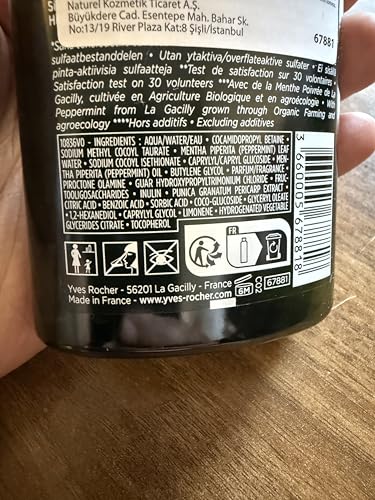 Naturel Kozmetik Ticaret A.Ş.
Büyükdere Cad. Esentepe Mah. Bahar Sk.
No:13/19 River Plaza Kat:8 Şişli/İstanbul
67881
sulfaatbestanddelen • Utan ytaktiva/overflateaktive sulfater • Ei sisällä
pinta-aktiivisia sulfaatteja **Test de satisfaction sur 30 volontaires •
Satisfaction test on 30 volunteers ***Avec de la Menthe Poivrée de La
Gacilly, cultivée en Agriculture Biologique et en agroécologie • With
Peppermint from La Gacilly grown through Organic Farming and
agroecology ****Hors additifs • Excluding additives
10836V0 - INGREDIENTS : AQUA/WATER/EAU • COCAMIDOPROPYL BETAINE •
SODIUM METHYL COCOYL TAURATE • MENTHA PIPERITA (PEPPERMINT) LEAF
WATER • SODIUM COCOYL ISETHIONATE • CAPRYLYL/CAPRYL GLUCOSIDE • MEN-
THA PIPERITA (PEPPERMINT) OIL • BUTYLENE GLYCOL • PARFUM/FRAGRANCE •
PIROCTONE OLAMINE • GUAR HYDROXYPROPYLTRIMONIUM CHLORIDE • FRUC-
TOOLIGOSACCHARIDES • INULIN • PUNICA GRANATUM PERICARP EXTRACT •
CITRIC ACID • BENZOIC ACID • SORBIC ACID • COCO-GLUCOSIDE • GLYCERYL OLEATE
• 1,2-HEXANEDIOL • CAPRYLYL GLYCOL • LIMONENE • HYDROGENATED VEGETABLE
GLYCERIDES CITRATE • TOCOPHEROL
3 660005 678818
FR
Yves Rocher – 56201 La Gacilly – France
Made in France – www.yves-rocher.com
6M
CO2
67881